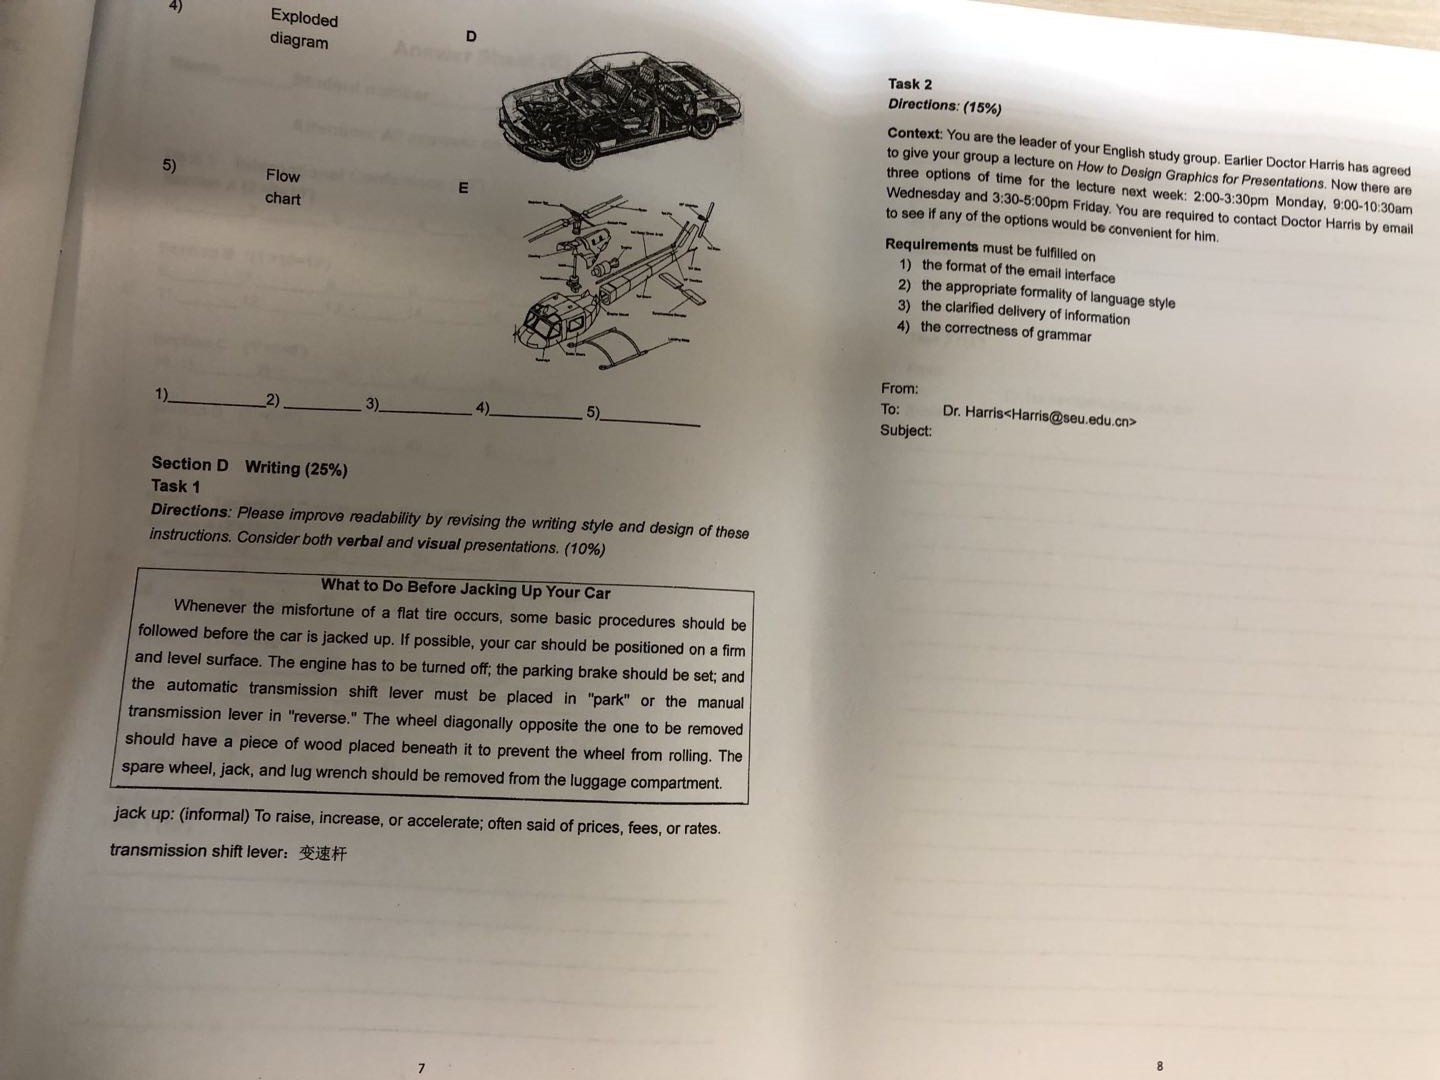 4)
Exploded
diagram
D
5)
Flow
chart
E
1) 2) 3) 4) 5)
Section D Writing (25%)
Task 1
Directions: Please improve readability by revising the writing style and design of these
instructions. Consider both verbal and visual presentations. (10%)
What to Do Before Jacking Up Your Car
Whenever the misfortune of a flat tire occurs, some basic procedures should be
followed before the car is jacked up. If possible, your car should be positioned on a firm
and level surface. The engine has to be turned off; the parking brake should be set; and
the automatic transmission shift lever must be placed in "park" or the manual
transmission lever in "reverse." The wheel diagonally opposite the one to be removed
should have a piece of wood placed beneath it to prevent the wheel from rolling. The
spare wheel, jack, and lug wrench should be removed from the luggage compartment.
jack up: (informal) To raise, increase, or accelerate; often said of prices, fees, or rates.
transmission shift lever: 变速杆
7
Task 2
Directions: (15%)
Context: You are the leader of your English study group. Earlier Doctor Harris has agreed
to give your group a lecture on How to Design Graphics for Presentations. Now there are
three options of time for the lecture next week: 2:00-3:30pm Monday, 9:00-10:30am
Wednesday and 3:30-5:00pm Friday. You are required to contact Doctor Harris by email
to see if any of the options would be convenient for him.
Requirements must be fulfilled on
1) the format of the email interface
2) the appropriate formality of language style
3) the clarified delivery of information
4) the correctness of grammar
From:
To: Dr. Harris<Harris@seu.edu.cn>
Subject:
8